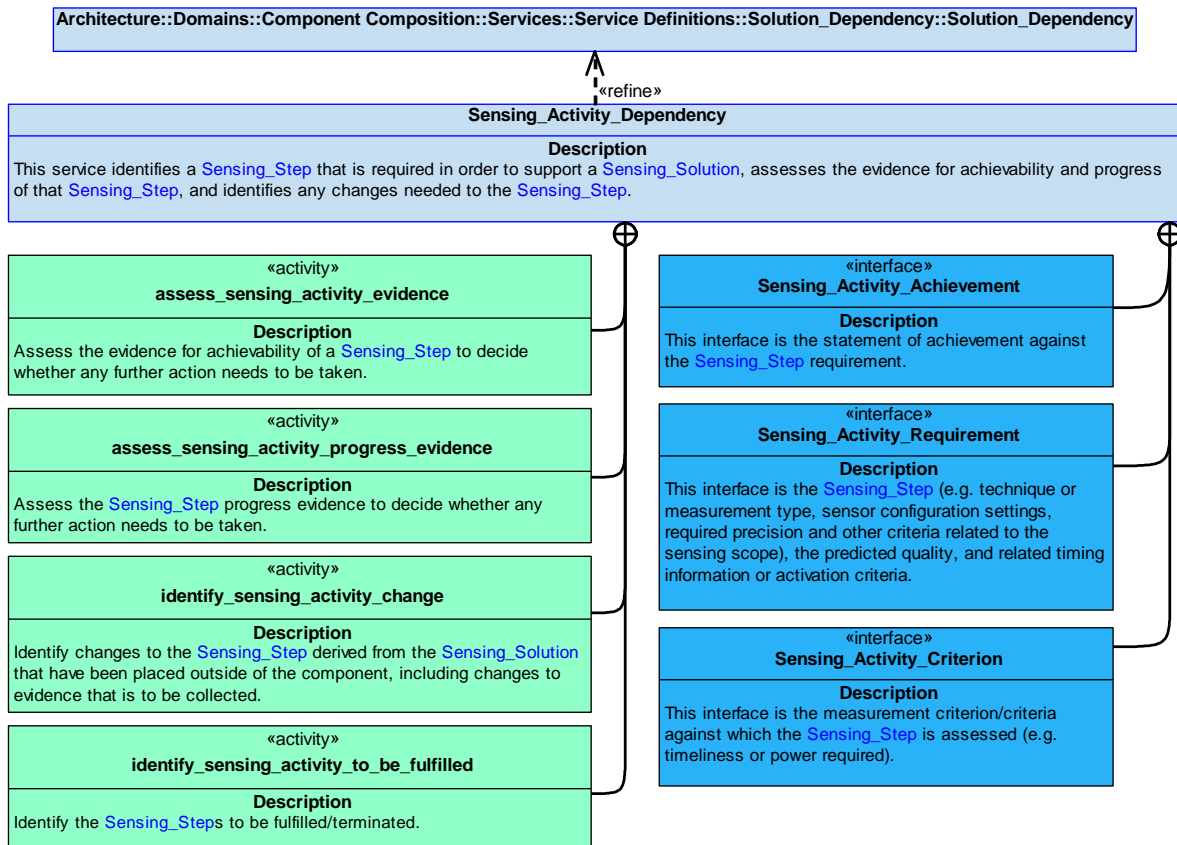 Architecture::Domains::Component Composition::Services::Service Definitions::Solution_Dependency::Solution_Dependency
«refine»
Sensing_Activity_Dependency
Description
This service identifies a Sensing_Step that is required in order to support a Sensing_Solution, assesses the evidence for achievability and progress
of that Sensing_Step, and identifies any changes needed to the Sensing_Step.
«activity»
assess_sensing_activity_evidence
Description
Assess the evidence for achievability of a Sensing_Step to decide
whether any further action needs to be taken.
«activity»
assess_sensing_activity_progress_evidence
Description
Assess the Sensing_Step progress evidence to decide whether any
further action needs to be taken.
«activity»
identify_sensing_activity_change
Description
Identify changes to the Sensing_Step derived from the Sensing_Solution
that have been placed outside of the component, including changes to
evidence that is to be collected.
«activity»
identify_sensing_activity_to_be_fulfilled
Description
Identify the Sensing_Steps to be fulfilled/terminated.
«interface»
Sensing_Activity_Achievement
Description
This interface is the statement of achievement against
the Sensing_Step requirement.
«interface»
Sensing_Activity_Requirement
Description
This interface is the Sensing_Step (e.g. technique or
measurement type, sensor configuration settings,
required precision and other criteria related to the
sensing scope), the predicted quality, and related timing
information or activation criteria.
«interface»
Sensing_Activity_Criterion
Description
This interface is the measurement criterion/criteria
against which the Sensing_Step is assessed (e.g.
timeliness or power required).